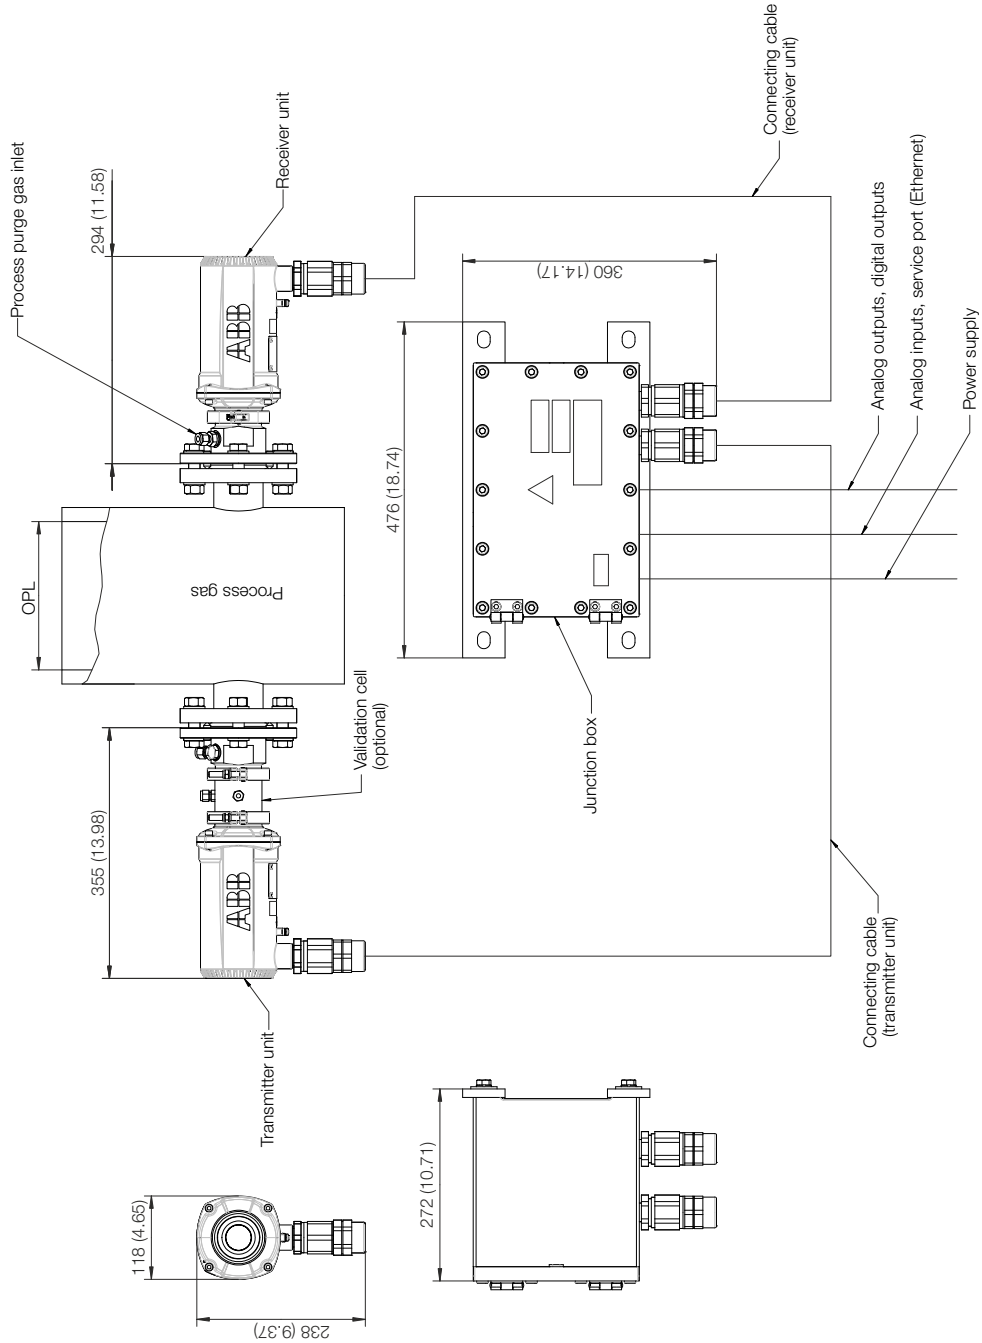 Process purge gas inlet
294 (11.58)
Receiver unit
ABB
OPL
Process gas
355 (13.98)
Validation cell
(optional)
ABB
Transmitter unit
118 (4.65)
238 (9.37)
Connecting cable
(receiver unit)
360 (14.17)
476 (18.74)
Analog outputs, digital outputs
Analog inputs, service port (Ethernet)
Power supply
Junction box
Connecting cable
(transmitter unit)
272 (10.71)